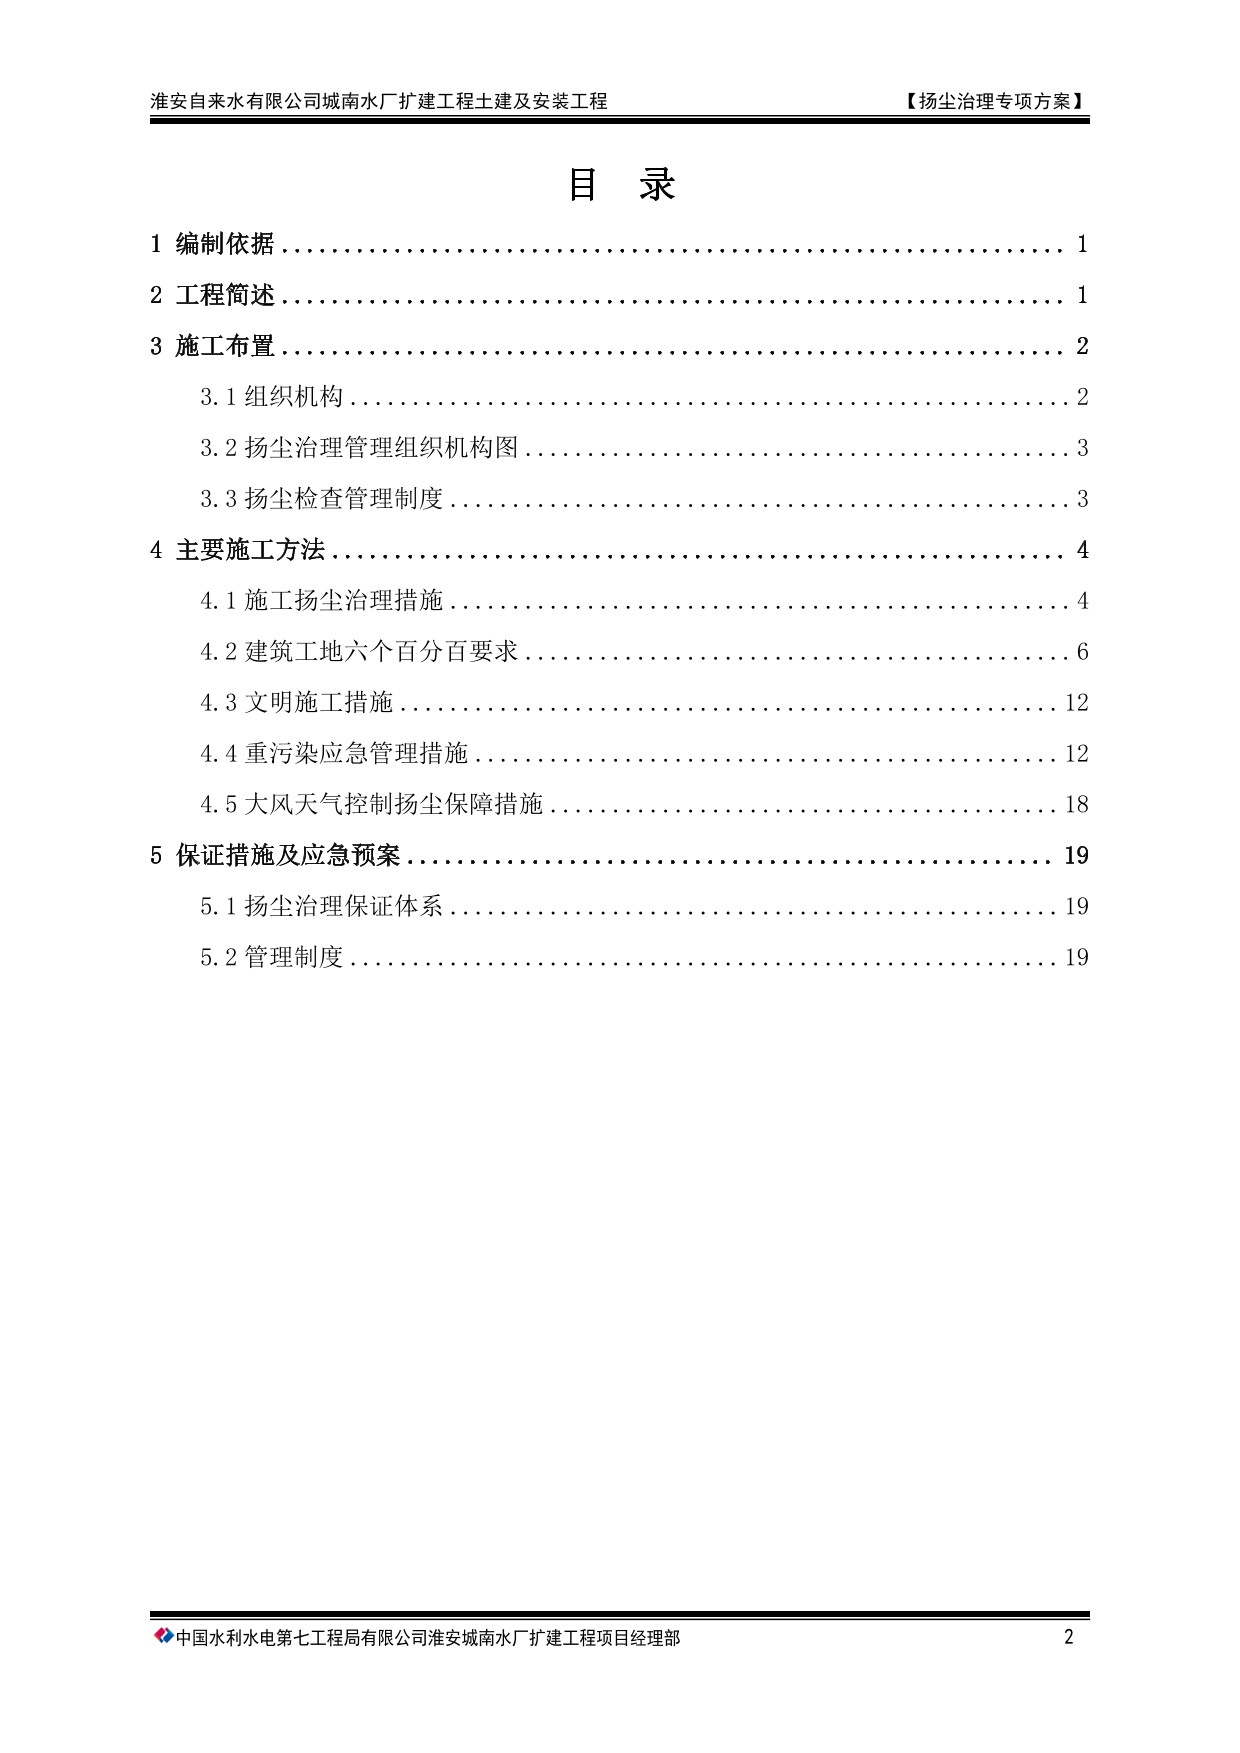 淮安自来水有限公司城南水厂扩建工程土建及安装工程 【扬尘治理专项方案】
目 录
1 编制依据............................................................... 1
2 工程简述............................................................... 1
3 施工布置............................................................... 2
3.1 组织机构.......................................................... 2
3.2 扬尘治理管理组织机构图............................................ 3
3.3 扬尘检查管理制度.................................................. 3
4 主要施工方法........................................................... 4
4.1 施工扬尘治理措施.................................................. 4
4.2 建筑工地六个百分百要求............................................ 6
4.3 文明施工措施..................................................... 12
4.4 重污染应急管理措施............................................... 12
4.5 大风天气控制扬尘保障措施......................................... 18
5 保证措施及应急预案.................................................... 19
5.1 扬尘治理保证体系................................................. 19
5.2 管理制度......................................................... 19
中国水利水电第七工程局有限公司淮安城南水厂扩建工程项目经理部 2